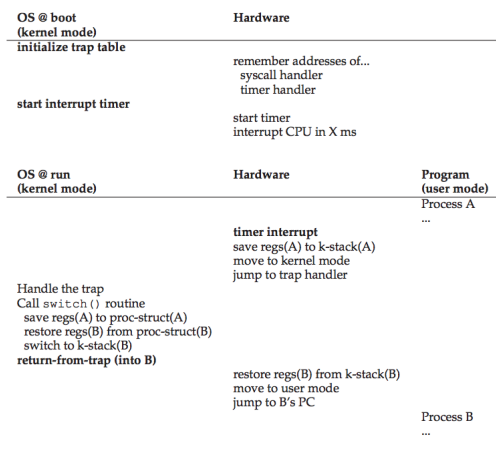 OS @ boot Hardware
(kernel mode)
initialize trap table
remember addresses of...
syscall handler
timer handler
start interrupt timer
start timer
interrupt CPU in X ms
OS @ run Hardware Program
(kernel mode) (user mode)
Process A
...
timer interrupt
save regs(A) to k-stack(A)
move to kernel mode
jump to trap handler
Handle the trap
Call switch() routine
save regs(A) to proc-struct(A)
restore regs(B) from proc-struct(B)
switch to k-stack(B)
return-from-trap (into B)
restore regs(B) from k-stack(B)
move to user mode
jump to B's PC
Process B
...